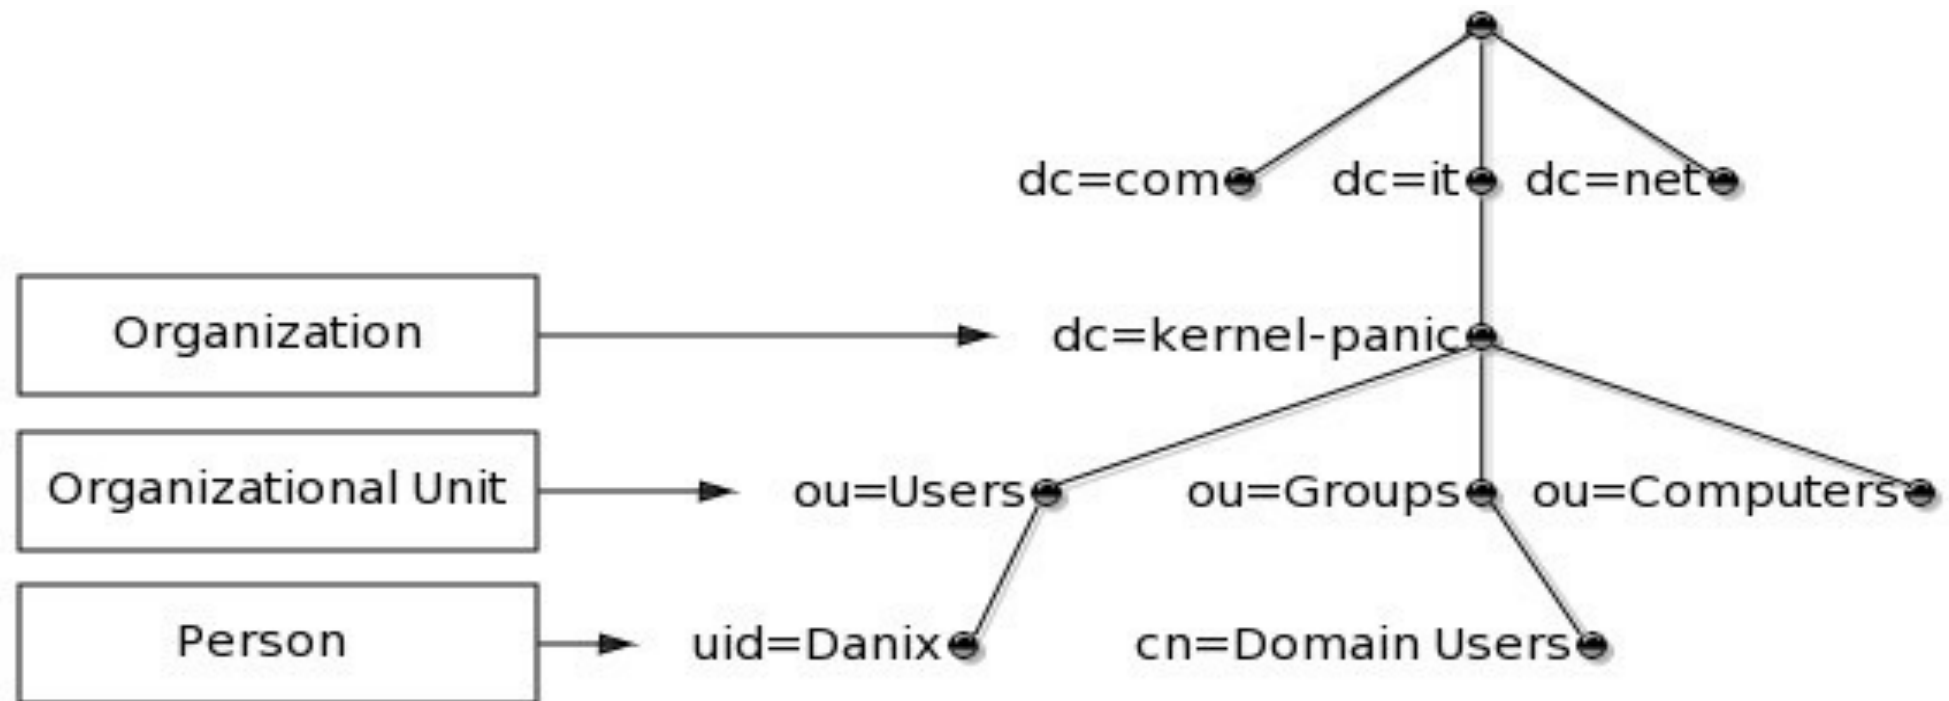 dc=com dc=it dc=net
Organization dc=kernel-panic
Organizational Unit ou=Users ou=Groups ou=Computers
Person uid=Danix cn=Domain Users